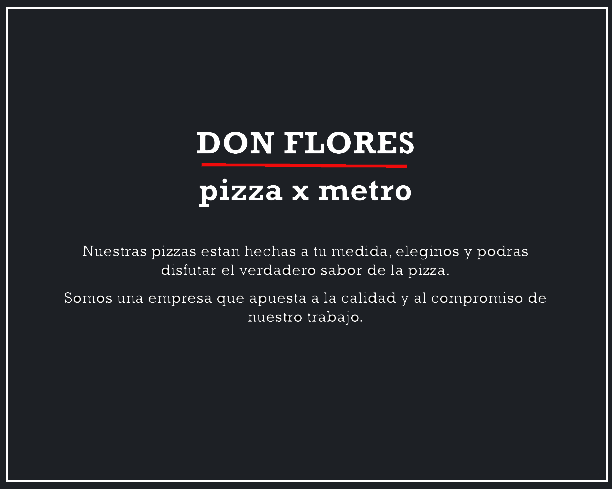 DON FLORES
pizza x metro
Nuestras pizzas estan hechas a tu medida, eleginos y podras
disfutar el verdadero sabor de la pizza.
Somos una empresa que apuesta a la calidad y al compromiso de
nuestro trabajo.